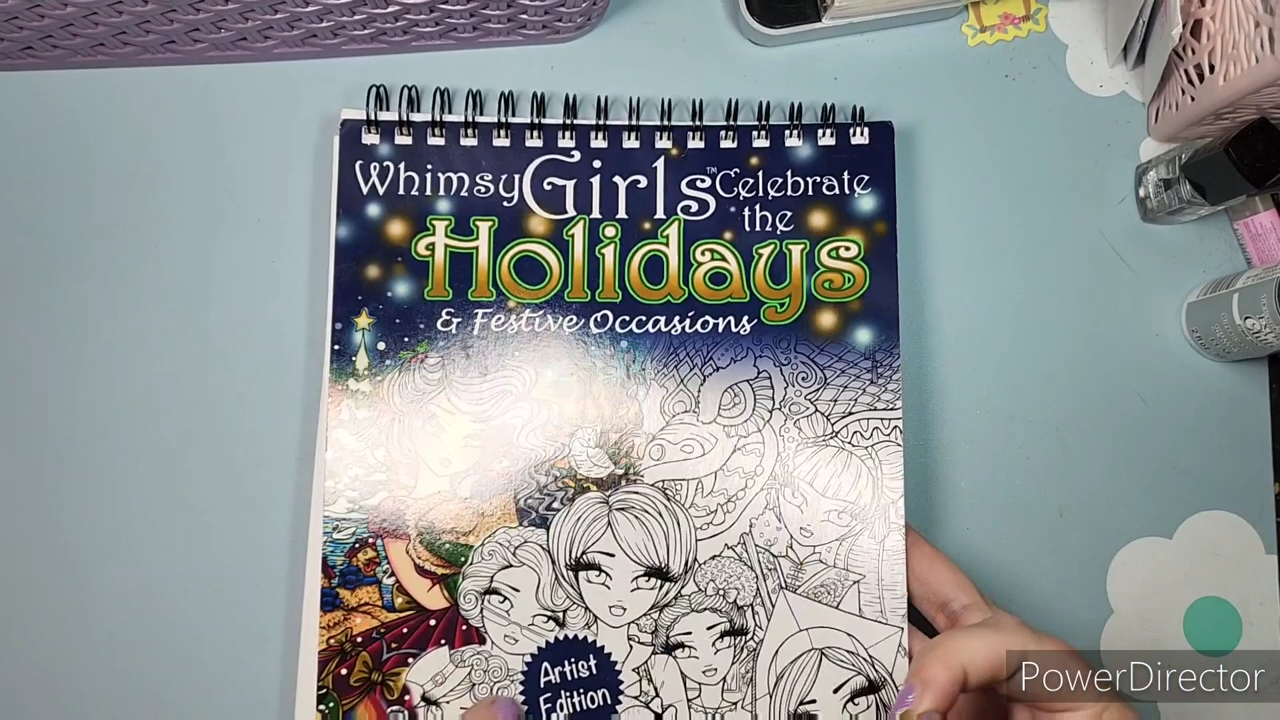 Whimsy Girls™ Celebrate
the
Holidays
& Festive Occasions
Artist
Edition
PowerDirector